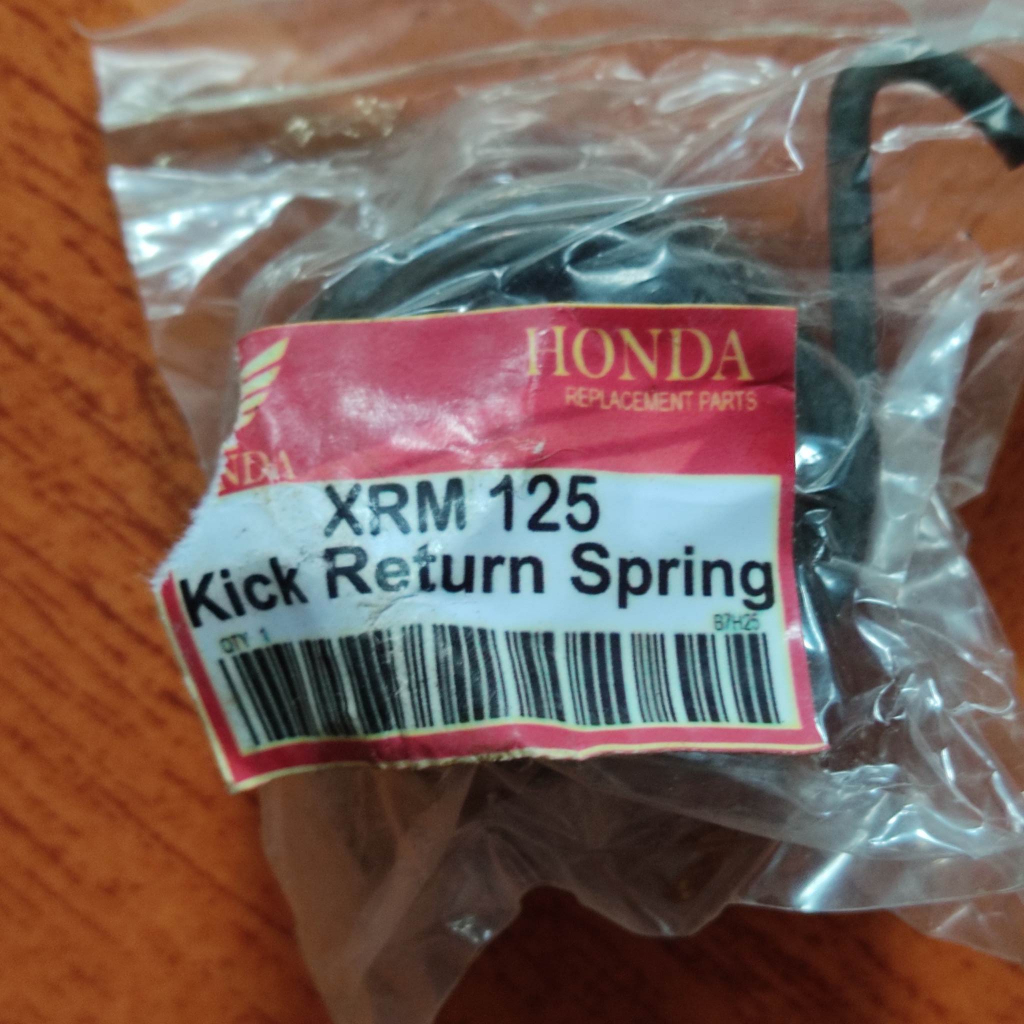 HONDA
REPLACEMENT PARTS
NDA
XRM 125
Kick Return Spring
QTY. 1
B7H25